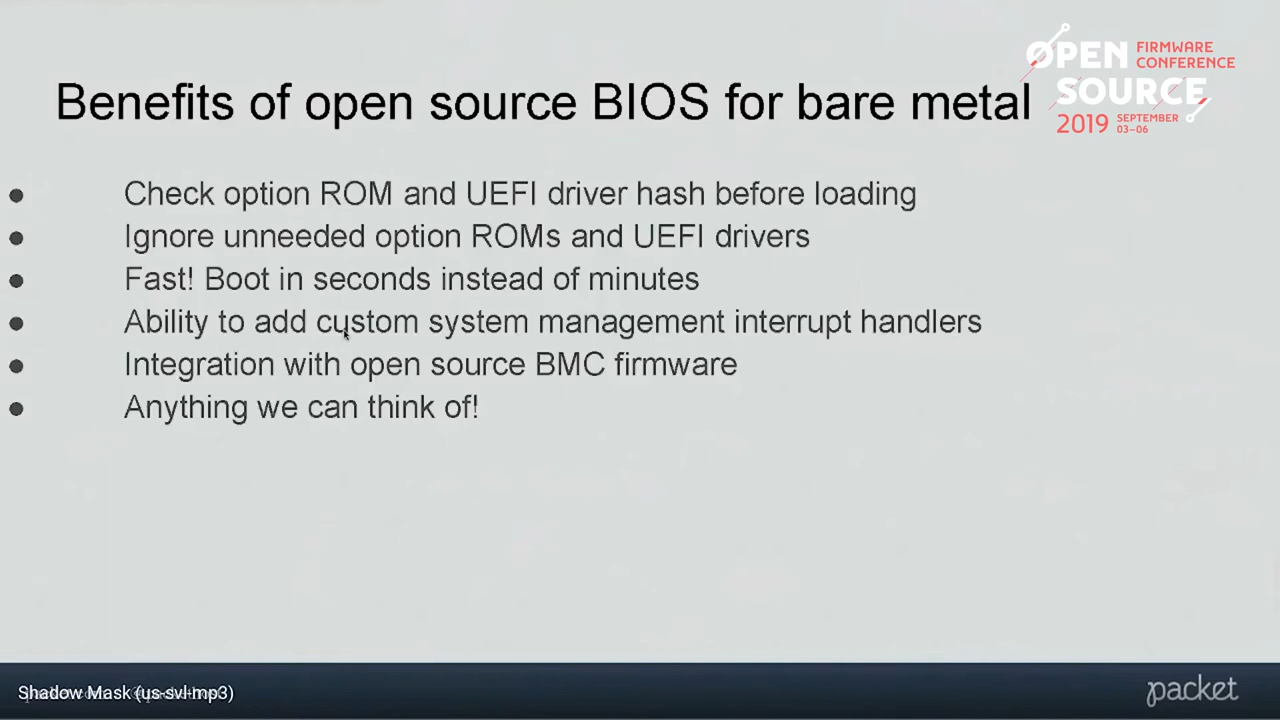 Benefits of open source BIOS for bare metal
OPEN SOURCE
FIRMWARE CONFERENCE
2019 SEPTEMBER 03–06
● Check option ROM and UEFI driver hash before loading
● Ignore unneeded option ROMs and UEFI drivers
● Fast! Boot in seconds instead of minutes
● Ability to add custom system management interrupt handlers
● Integration with open source BMC firmware
● Anything we can think of!
Shadow Mask (us-svl-mp3)
packet